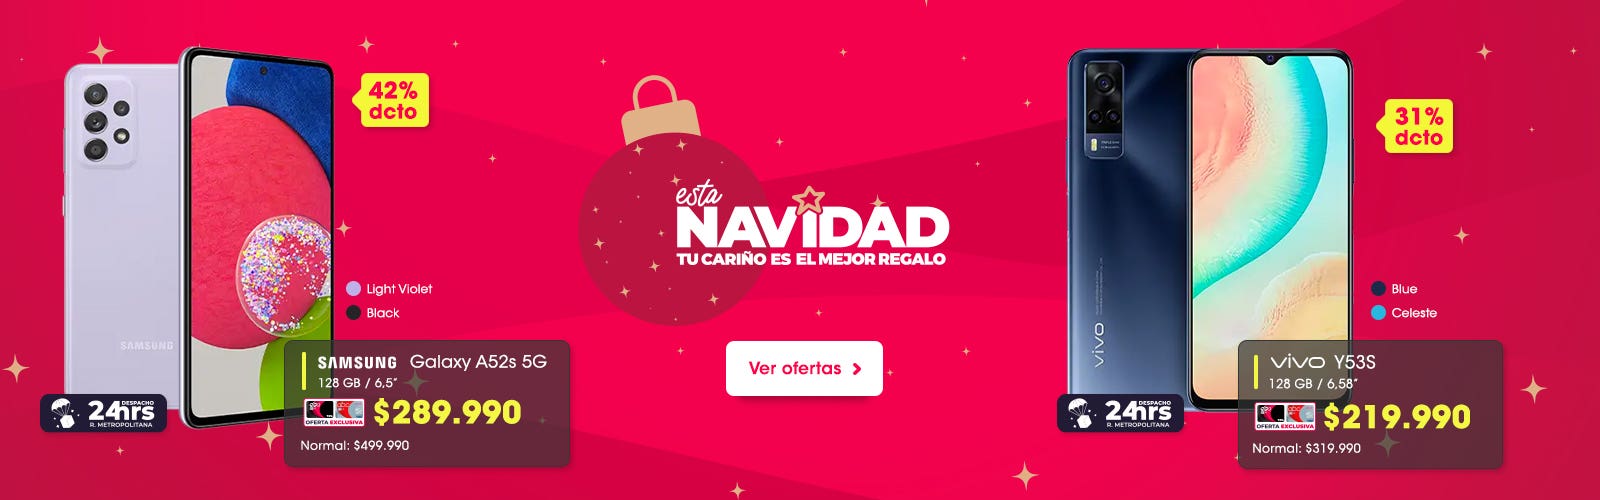 42%
dcto
Light Violet
Black
SAMSUNG
SAMSUNG Galaxy A52s 5G
128 GB / 6,5”
OFERTA EXCLUSIVA
$289.990
Normal: $499.990
DESPACHO
24hrs
R. METROPOLITANA
esta
NAVIDAD
TU CARIÑO ES EL MEJOR REGALO
Ver ofertas
31%
dcto
Blue
Celeste
vivo
vivo Y53S
128 GB / 6,58”
OFERTA EXCLUSIVA
$219.990
Normal: $319.990
DESPACHO
24hrs
R. METROPOLITANA